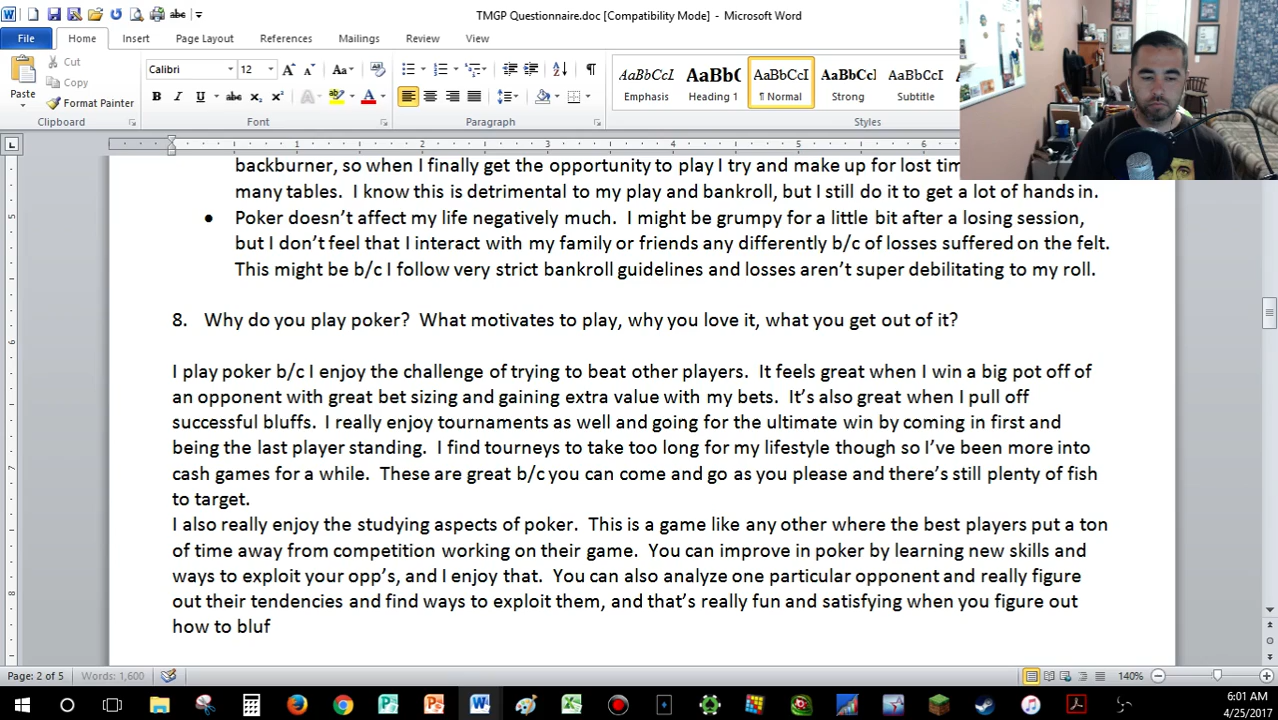 TMGP Questionnaire.doc [Compatibility Mode] - Microsoft Word
File Home Insert Page Layout References Mailings Review View
Cut
Copy
Paste
Format Painter
Calibri 12
AaBbCcI AaBbC AaBbCcI AaBbCcI AaBbCcI
Emphasis Heading 1 ¶ Normal Strong Subtitle
Clipboard Font Paragraph Styles
backburner, so when I finally get the opportunity to play I try and make up for lost tim
many tables. I know this is detrimental to my play and bankroll, but I still do it to get a lot of hands in.
• Poker doesn't affect my life negatively much. I might be grumpy for a little bit after a losing session,
but I don't feel that I interact with my family or friends any differently b/c of losses suffered on the felt.
This might be b/c I follow very strict bankroll guidelines and losses aren't super debilitating to my roll.
8. Why do you play poker? What motivates to play, why you love it, what you get out of it?
I play poker b/c I enjoy the challenge of trying to beat other players. It feels great when I win a big pot off of
an opponent with great bet sizing and gaining extra value with my bets. It's also great when I pull off
successful bluffs. I really enjoy tournaments as well and going for the ultimate win by coming in first and
being the last player standing. I find tourneys to take too long for my lifestyle though so I've been more into
cash games for a while. These are great b/c you can come and go as you please and there's still plenty of fish
to target.
I also really enjoy the studying aspects of poker. This is a game like any other where the best players put a ton
of time away from competition working on their game. You can improve in poker by learning new skills and
ways to exploit your opp's, and I enjoy that. You can also analyze one particular opponent and really figure
out their tendencies and find ways to exploit them, and that's really fun and satisfying when you figure out
how to bluf
Page: 2 of 5 Words: 1,600 140%
6:01 AM
4/25/2017